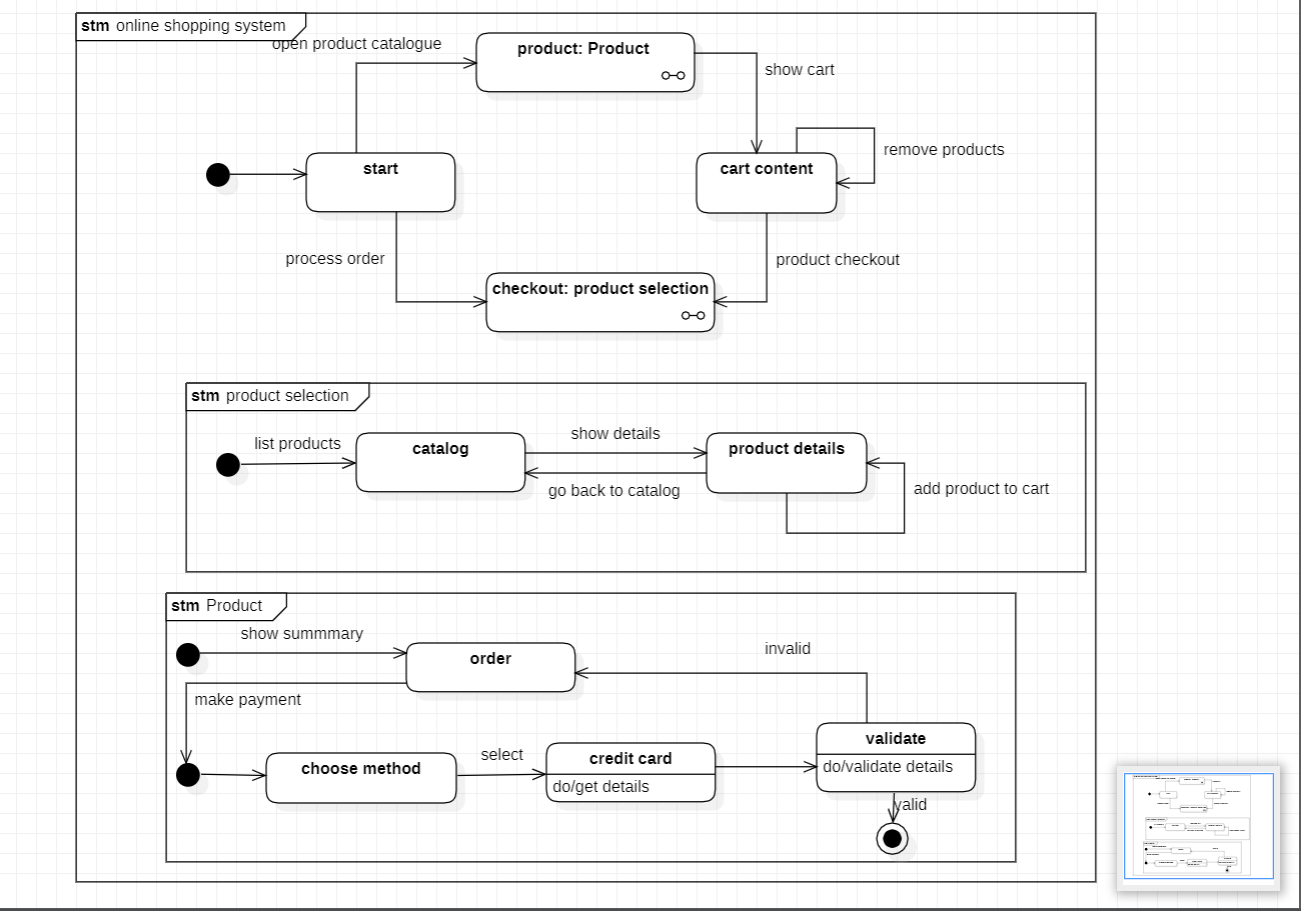 stm online shopping system
open product catalogue
product: Product
show cart
start
cart content
remove products
process order
product checkout
checkout: product selection
stm product selection
list products
catalog
show details
product details
go back to catalog
add product to cart
stm Product
show summmary
order
invalid
make payment
choose method
select
credit card
do/get details
validate
do/validate details
valid